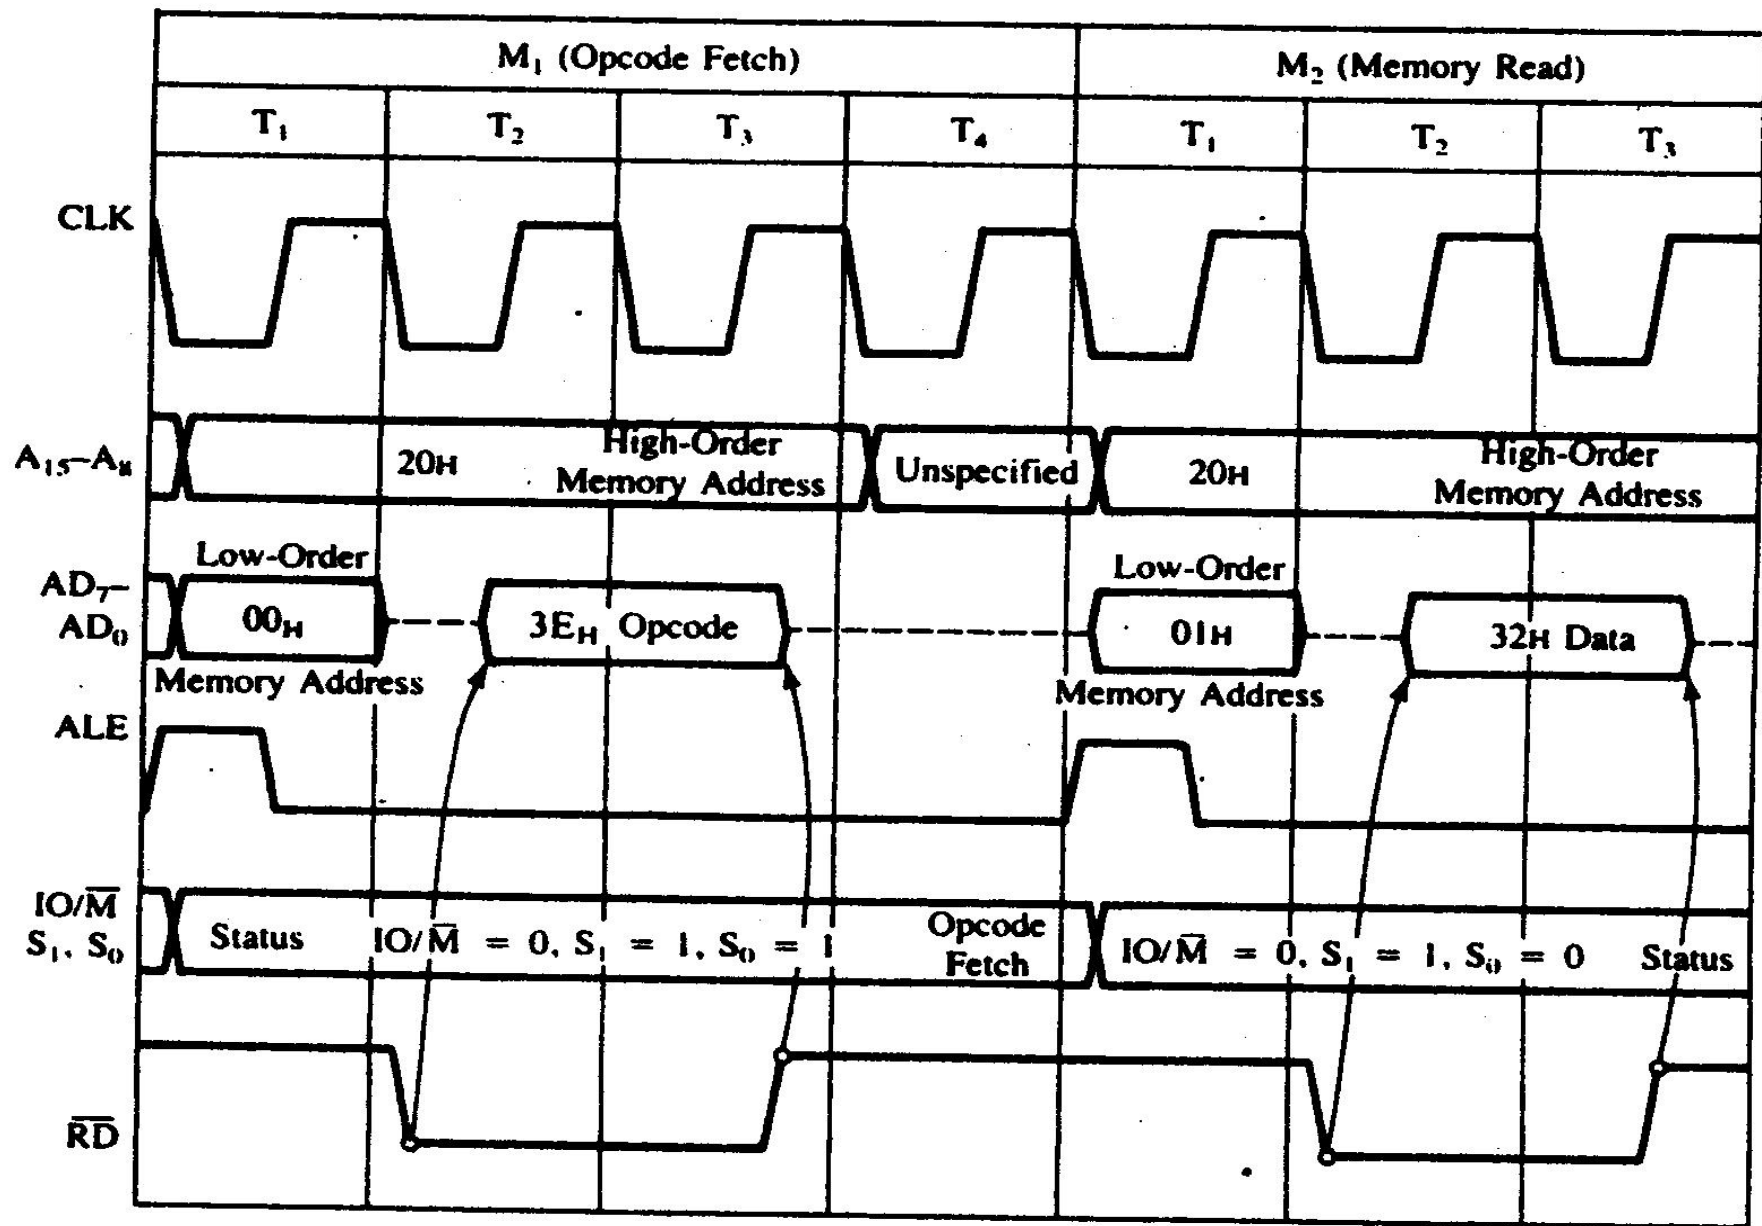 M₁ (Opcode Fetch)
M₂ (Memory Read)
T₁ T₂ T₃ T₄ T₁ T₂ T₃
CLK
A₁₅–A₈
20H
High-Order
Memory Address
Unspecified
20H
High-Order
Memory Address
AD₇–
AD₀
Low-Order
00H
Memory Address
3EH Opcode
Low-Order
01H
Memory Address
32H Data
ALE
IO/M̅
S₁, S₀
Status IO/M̅ = 0, S₁ = 1, S₀ = 1
Opcode
Fetch
IO/M̅ = 0, S₁ = 1, S₀ = 0 Status
R̅D̅